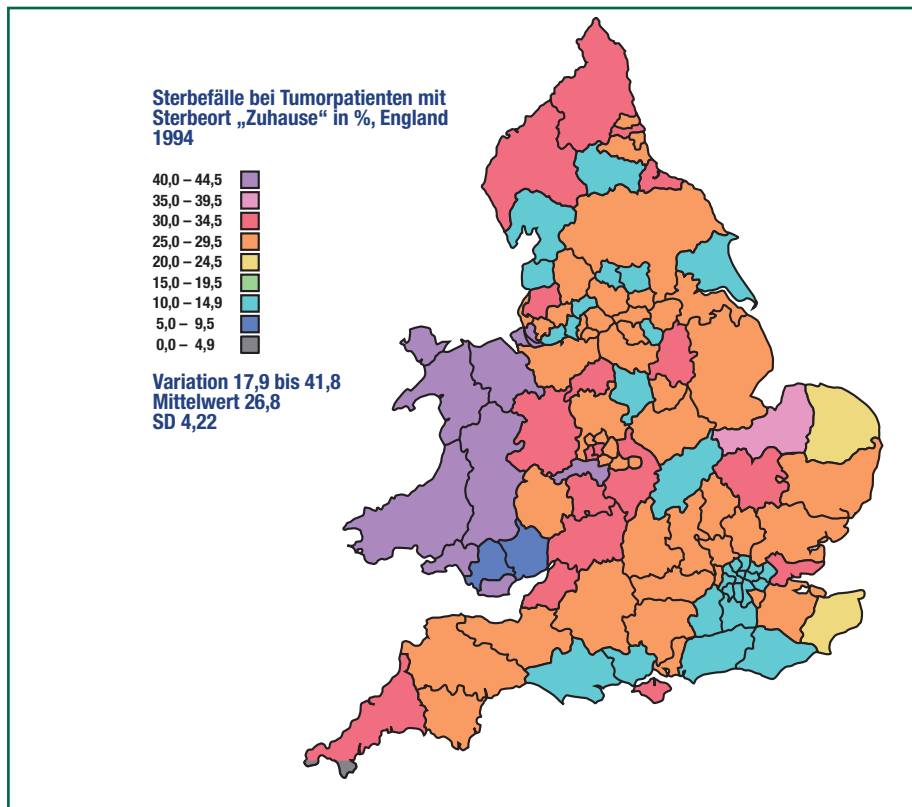 Sterbefälle bei Tumorpatienten mit
Sterbeort „Zuhause“ in %, England
1994
40,0 – 44,5
35,0 – 39,5
30,0 – 34,5
25,0 – 29,5
20,0 – 24,5
15,0 – 19,5
10,0 – 14,9
5,0 – 9,5
0,0 – 4,9
Variation 17,9 bis 41,8
Mittelwert 26,8
SD 4,22